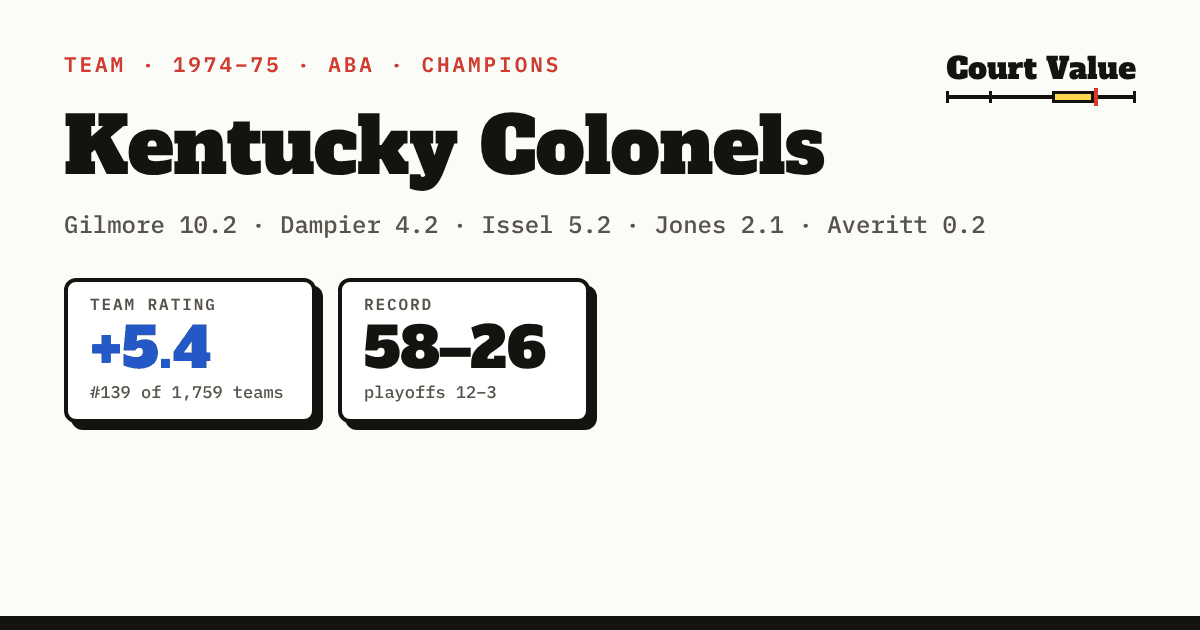 TEAM · 1974–75 · ABA · CHAMPIONS
Court Value
Kentucky Colonels
Gilmore 10.2 · Dampier 4.2 · Issel 5.2 · Jones 2.1 · Averitt 0.2
TEAM RATING
+5.4
#139 of 1,759 teams
RECORD
58–26
playoffs 12–3